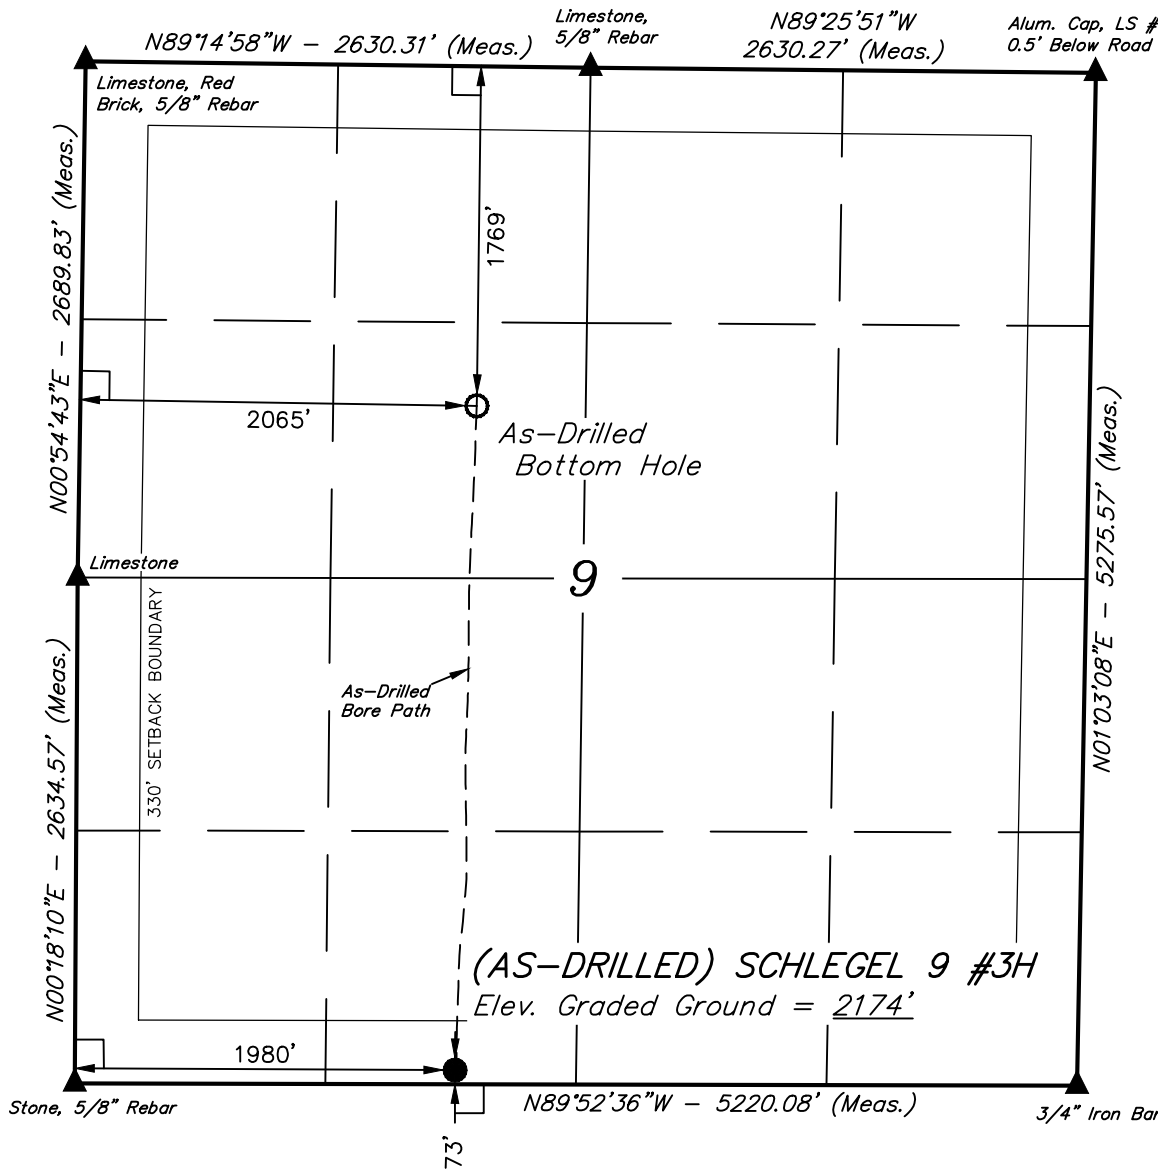 N89°14'58"W - 2630.31' (Meas.)
Limestone,
5/8" Rebar
N89°25'51"W
2630.27' (Meas.)
Alum. Cap, LS #
0.5' Below Road
Limestone, Red
Brick, 5/8" Rebar
N00°54'43"E - 2689.83' (Meas.)
1769'
2065'
As-Drilled
Bottom Hole
N01°03'08"E - 5275.57' (Meas.)
Limestone
9
330' SETBACK BOUNDARY
As-Drilled
Bore Path
N00°18'10"E - 2634.57' (Meas.)
(AS-DRILLED) SCHLEGEL 9 #3H
Elev. Graded Ground = 2174'
1980'
Stone, 5/8" Rebar
N89°52'36"W - 5220.08' (Meas.)
3/4" Iron Bar
73'